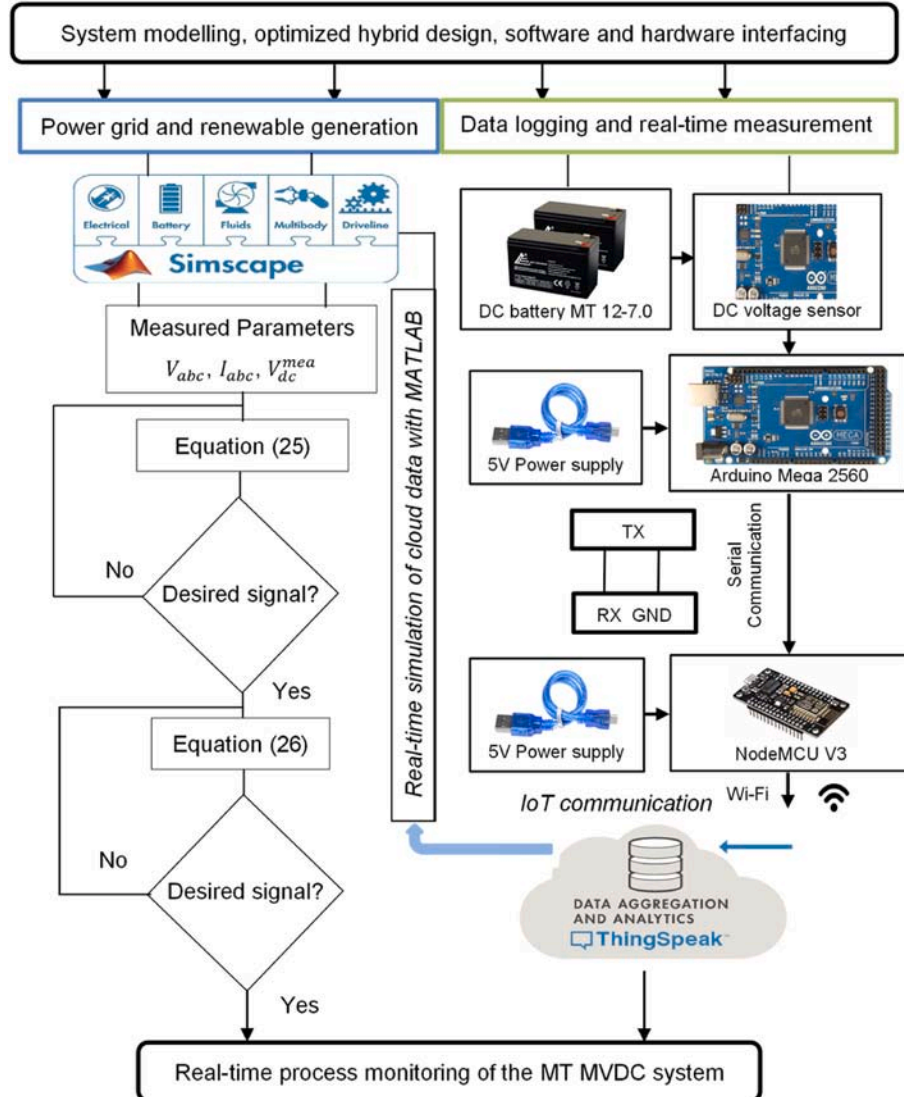 System modelling, optimized hybrid design, software and hardware interfacing
Power grid and renewable generation
Data logging and real-time measurement
Electrical
Battery
Fluids
Multibody
Driveline
Simscape
Measured Parameters
V_abc, I_abc, V_dc^mea
Equation (25)
Desired signal?
No
Yes
Equation (26)
Desired signal?
No
Yes
Real-time simulation of cloud data with MATLAB
DC battery MT 12-7.0
DC voltage sensor
5V Power supply
MEGA
ARDUINO
Arduino Mega 2560
TX
RX GND
Serial
Communication
5V Power supply
NodeMCU V3
Wi-Fi
IoT communication
DATA AGGREGATION
AND ANALYTICS
ThingSpeak™
Real-time process monitoring of the MT MVDC system